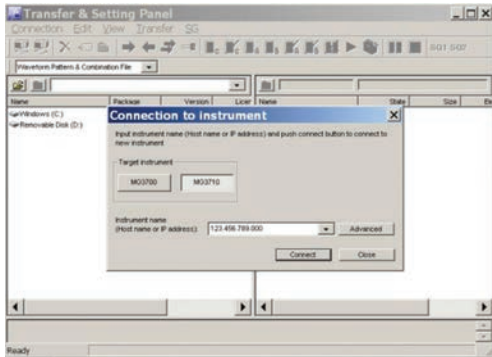 Transfer & Setting Panel
Connection Edit View Transfer SG
SG1 SG2
Waveform Pattern & Combination File
Name Package Version Licer Name State Size
Windows (C:)
Removable Disk (D:)
Connection to instrument
Input instrument name (Host name or IP address) and push connect button to connect to
new instrument
Target instrument
MG3700 MG3710
Instrument name
(Host name or IP address) 123.456.789.000 Advanced
Connect Close
Ready